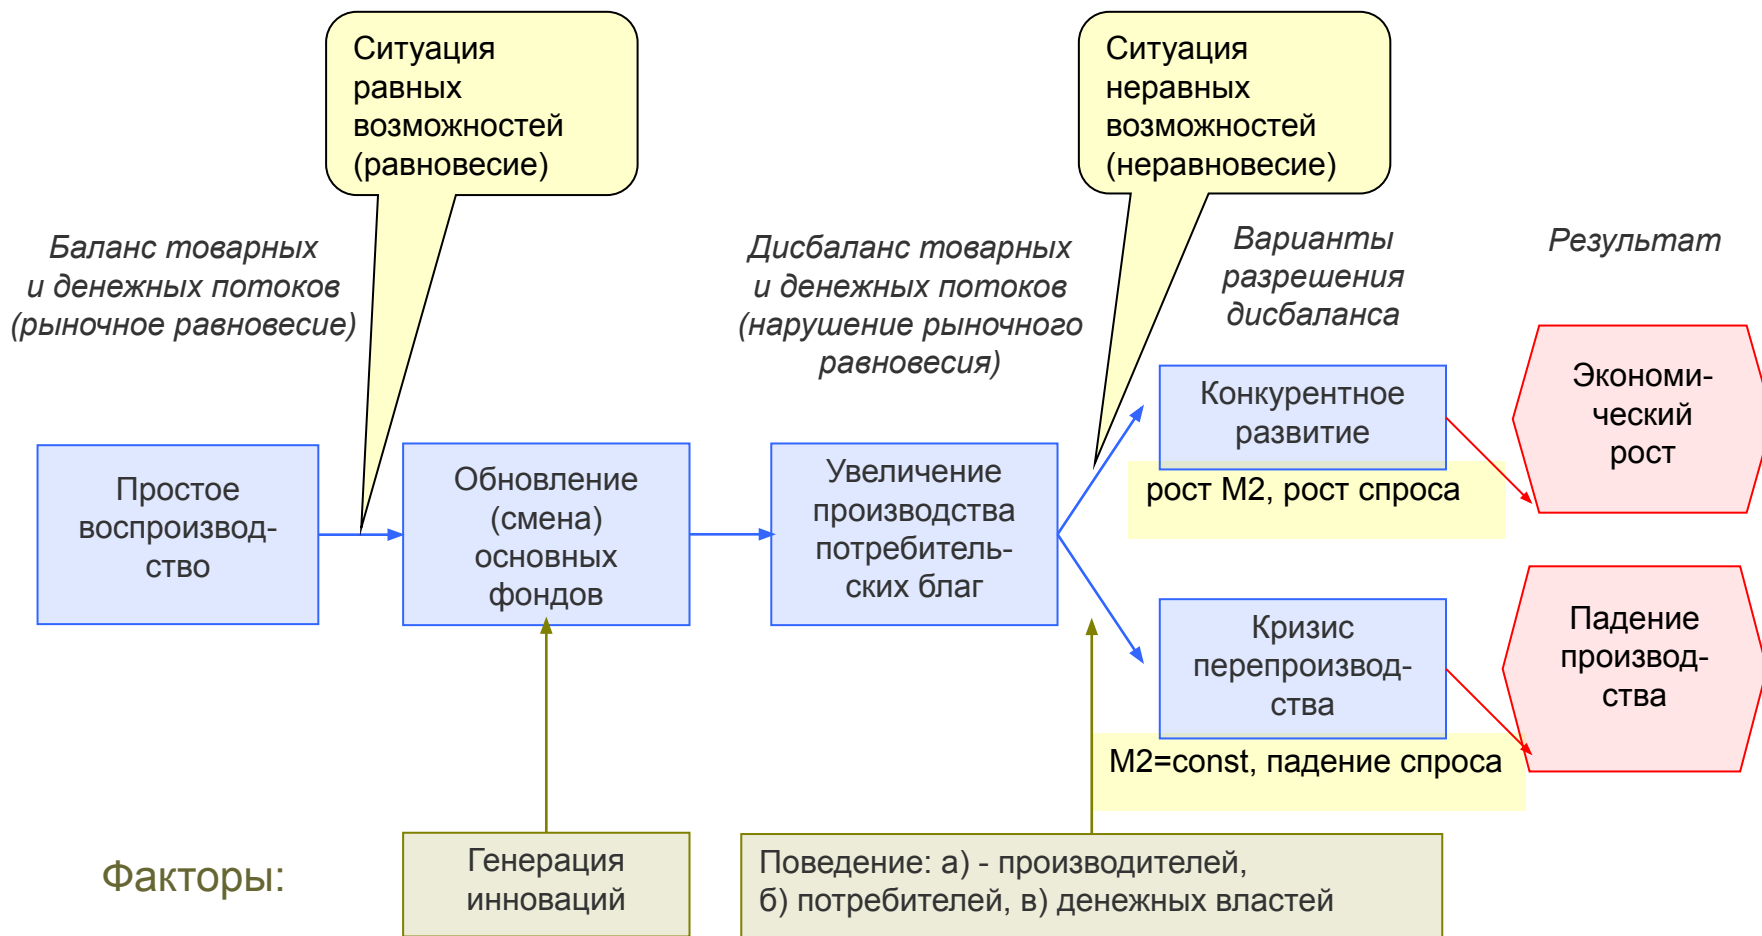 Ситуация
равных
возможностей
(равновесие)
Ситуация
неравных
возможностей
(неравновесие)
Баланс товарных
и денежных потоков
(рыночное равновесие)
Дисбаланс товарных
и денежных потоков
(нарушение рыночного
равновесия)
Варианты
разрешения
дисбаланса
Результат
Простое
воспроизвод-
ство
Обновление
(смена)
основных
фондов
Увеличение
производства
потребитель-
ских благ
Конкурентное
развитие
рост М2, рост спроса
Экономи-
ческий
рост
Кризис
перепроизвод-
ства
М2=const, падение спроса
Падение
производ-
ства
Факторы:
Генерация
инноваций
Поведение: а) - производителей,
б) потребителей, в) денежных властей